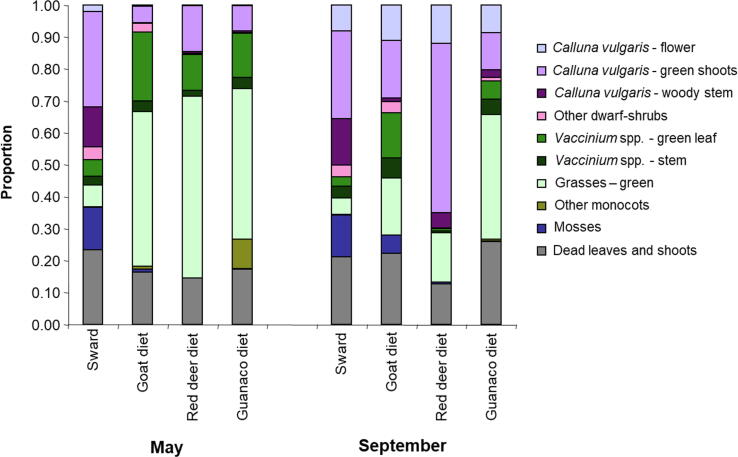 Proportion
1.00
0.90
0.80
0.70
0.60
0.50
0.40
0.30
0.20
0.10
0.00
Sward
Goat diet
Red deer diet
Guanaco diet
Sward
Goat diet
Red deer diet
Guanaco diet
May
September
Calluna vulgaris - flower
Calluna vulgaris - green shoots
Calluna vulgaris - woody stem
Other dwarf-shrubs
Vaccinium spp. - green leaf
Vaccinium spp. - stem
Grasses – green
Other monocots
Mosses
Dead leaves and shoots